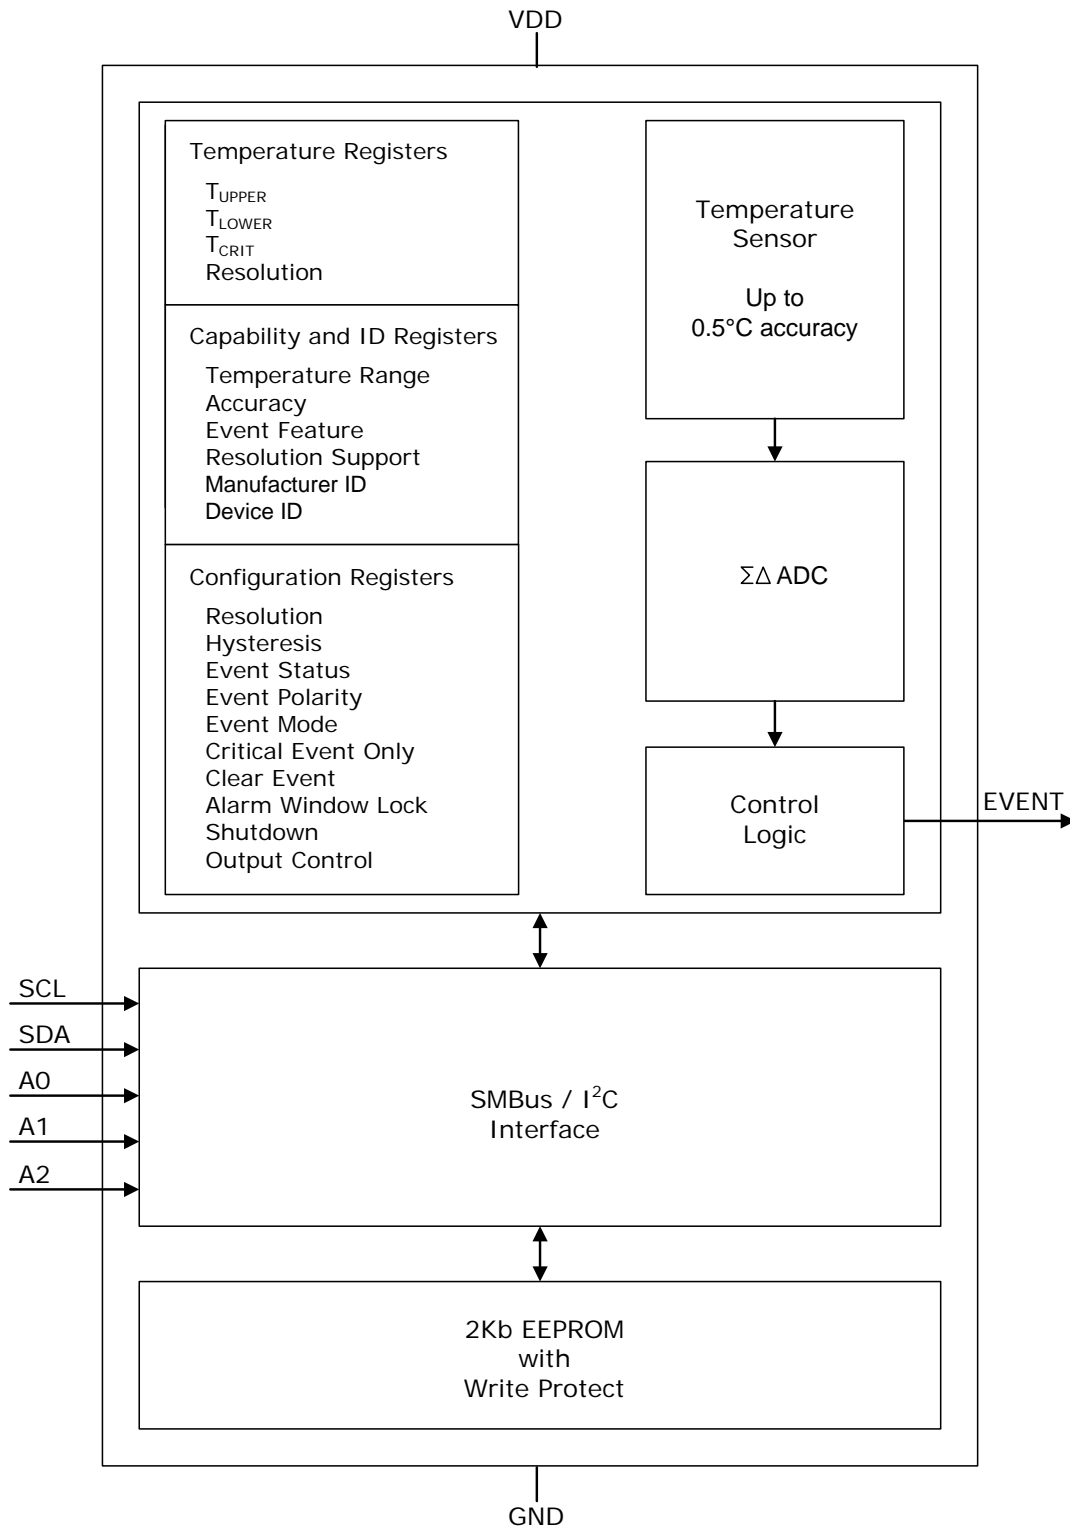 VDD
Temperature Registers
T_UPPER
T_LOWER
T_CRIT
Resolution
Capability and ID Registers
Temperature Range
Accuracy
Event Feature
Resolution Support
Manufacturer ID
Device ID
Configuration Registers
Resolution
Hysteresis
Event Status
Event Polarity
Event Mode
Critical Event Only
Clear Event
Alarm Window Lock
Shutdown
Output Control
Temperature
Sensor
Up to
0.5°C accuracy
ΣΔ ADC
Control
Logic
EVENT
SCL
SDA
A0
A1
A2
SMBus / I²C
Interface
2Kb EEPROM
with
Write Protect
GND